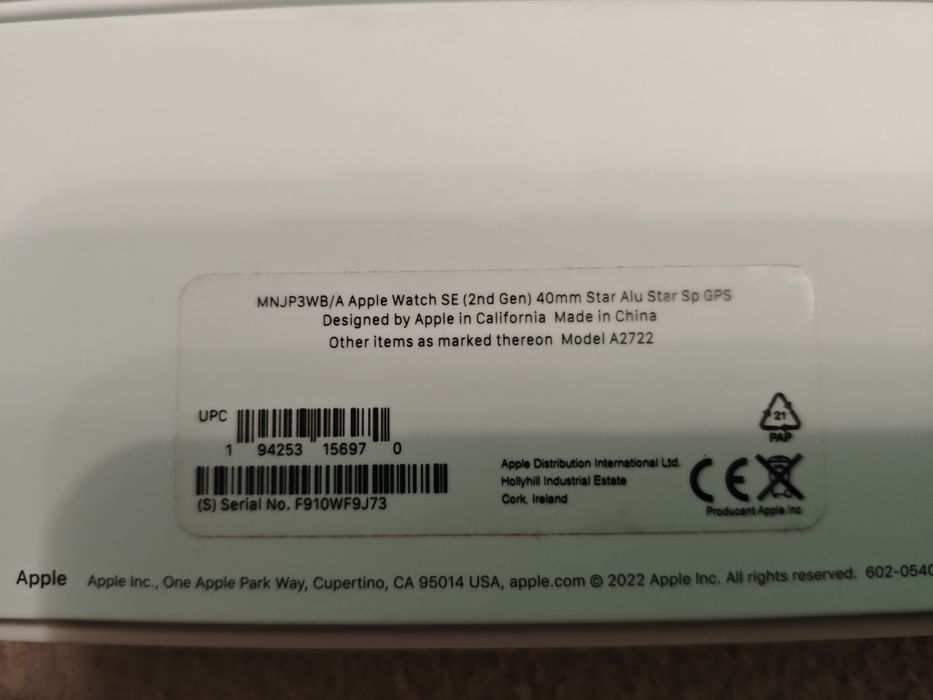 MNJP3WB/A Apple Watch SE (2nd Gen) 40mm Star Alu Star Sp GPS
Designed by Apple in California Made in China
Other items as marked thereon Model A2722
UPC
1 94253 15697 0
(S) Serial No. F910WF9J73
Apple Distribution International Ltd.
Hollyhill Industrial Estate
Cork, Ireland
21
PAP
CE
Producent Apple Inc
Apple Apple Inc., One Apple Park Way, Cupertino, CA 95014 USA, apple.com © 2022 Apple Inc. All rights reserved. 602-0540